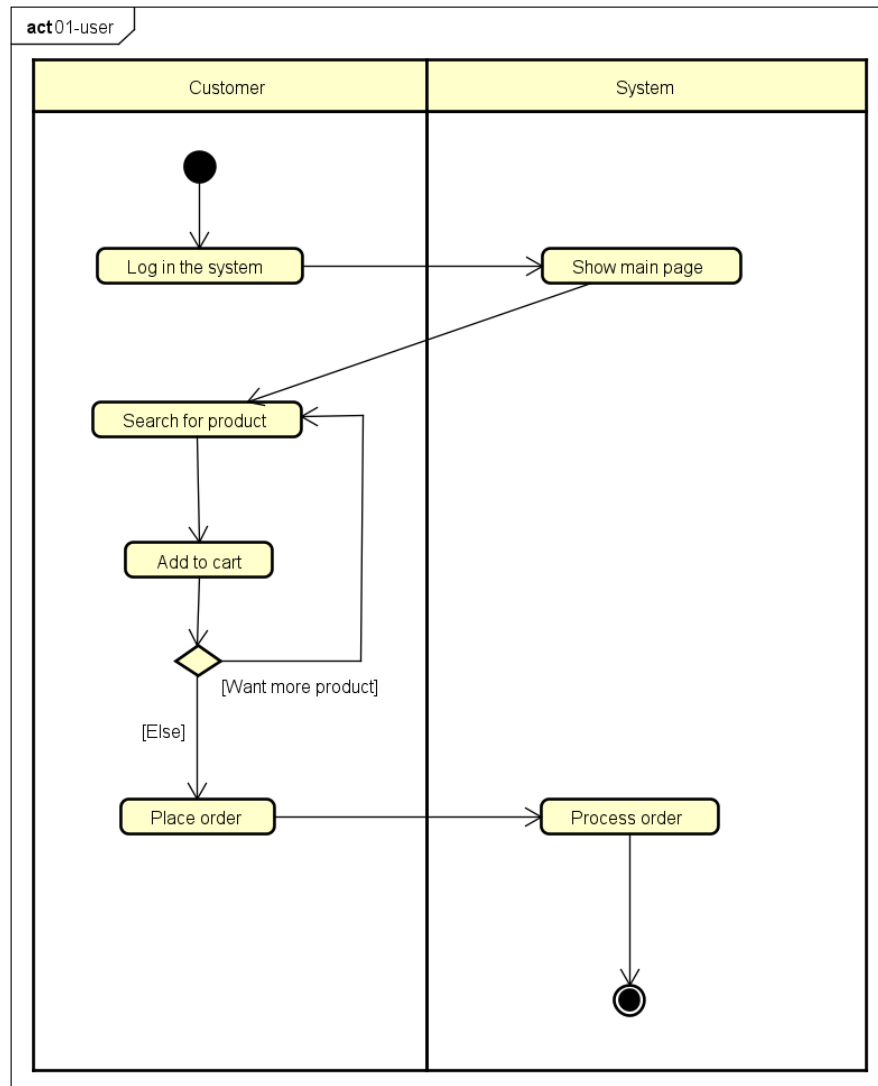 act 01-user
Customer
System
Log in the system
Show main page
Search for product
Add to cart
[Want more product]
[Else]
Place order
Process order